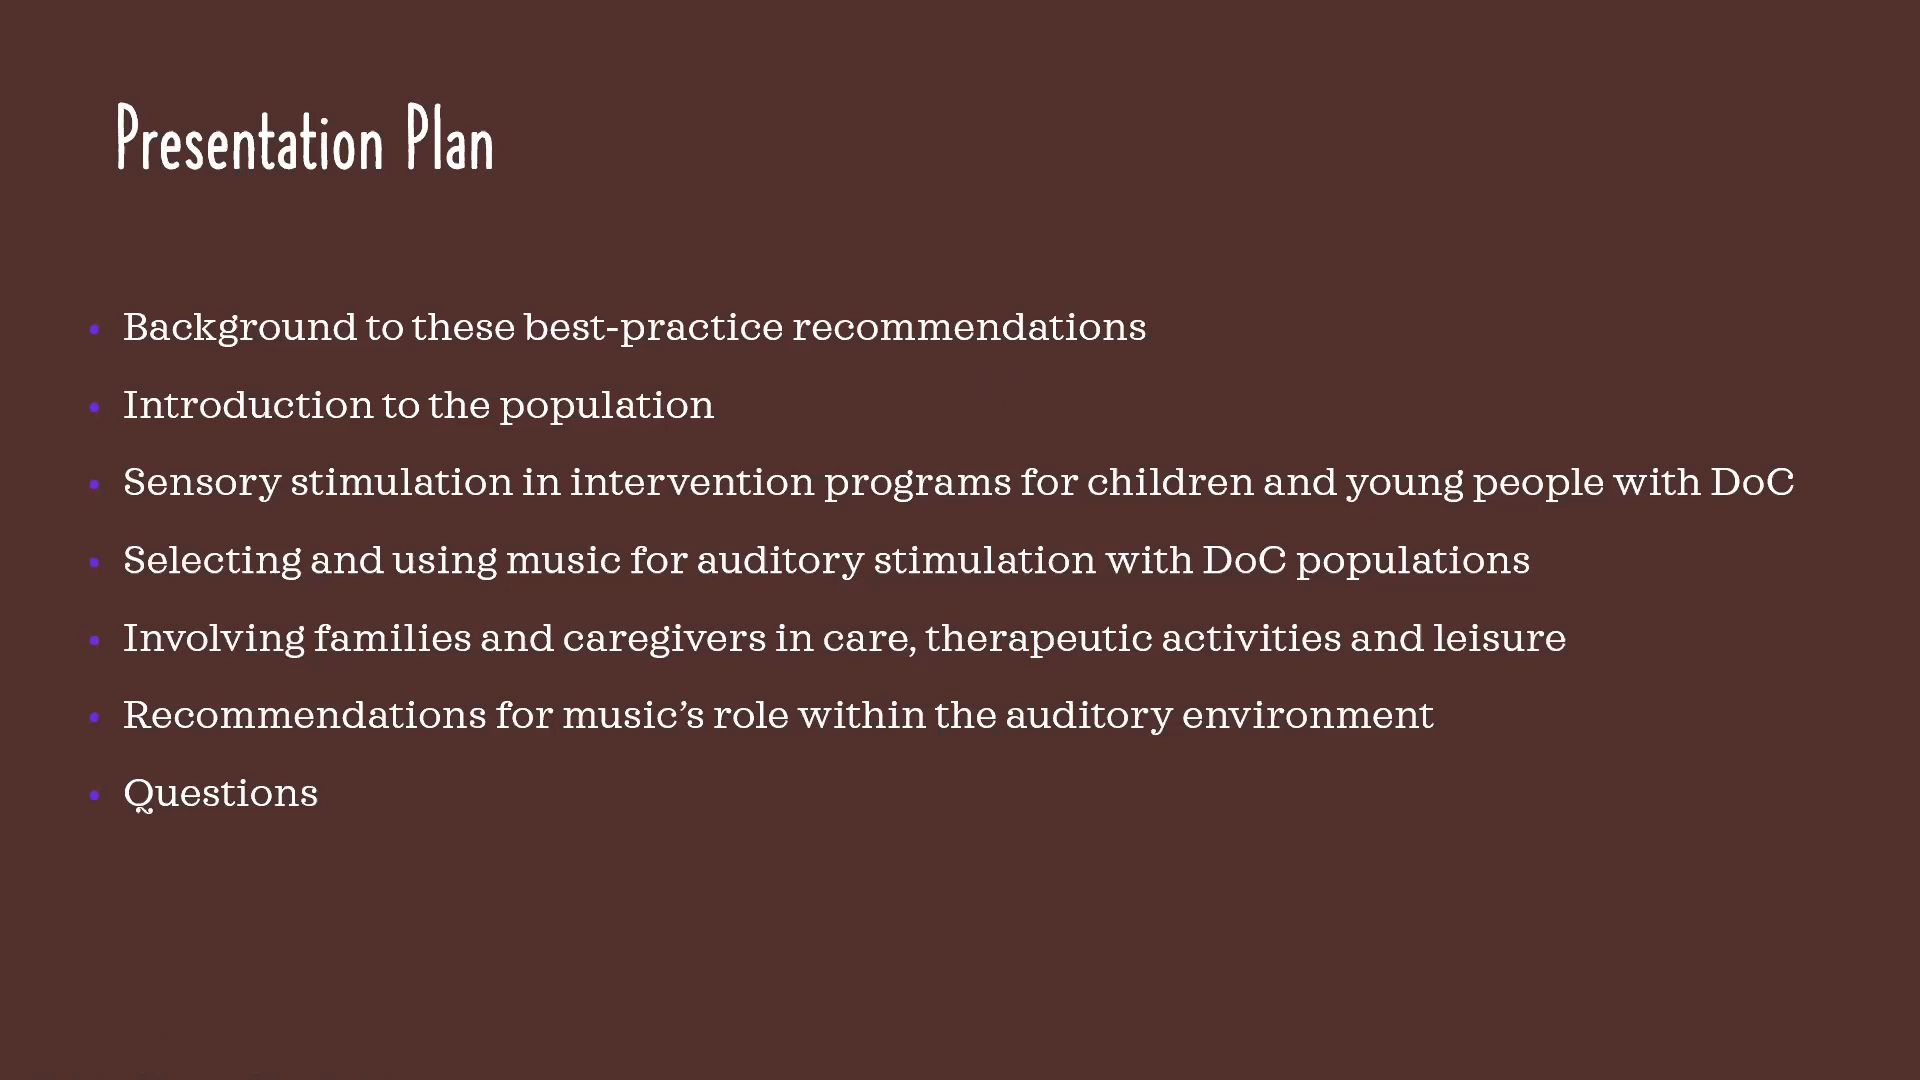 Presentation Plan
• Background to these best-practice recommendations
• Introduction to the population
• Sensory stimulation in intervention programs for children and young people with DoC
• Selecting and using music for auditory stimulation with DoC populations
• Involving families and caregivers in care, therapeutic activities and leisure
• Recommendations for music’s role within the auditory environment
• Questions